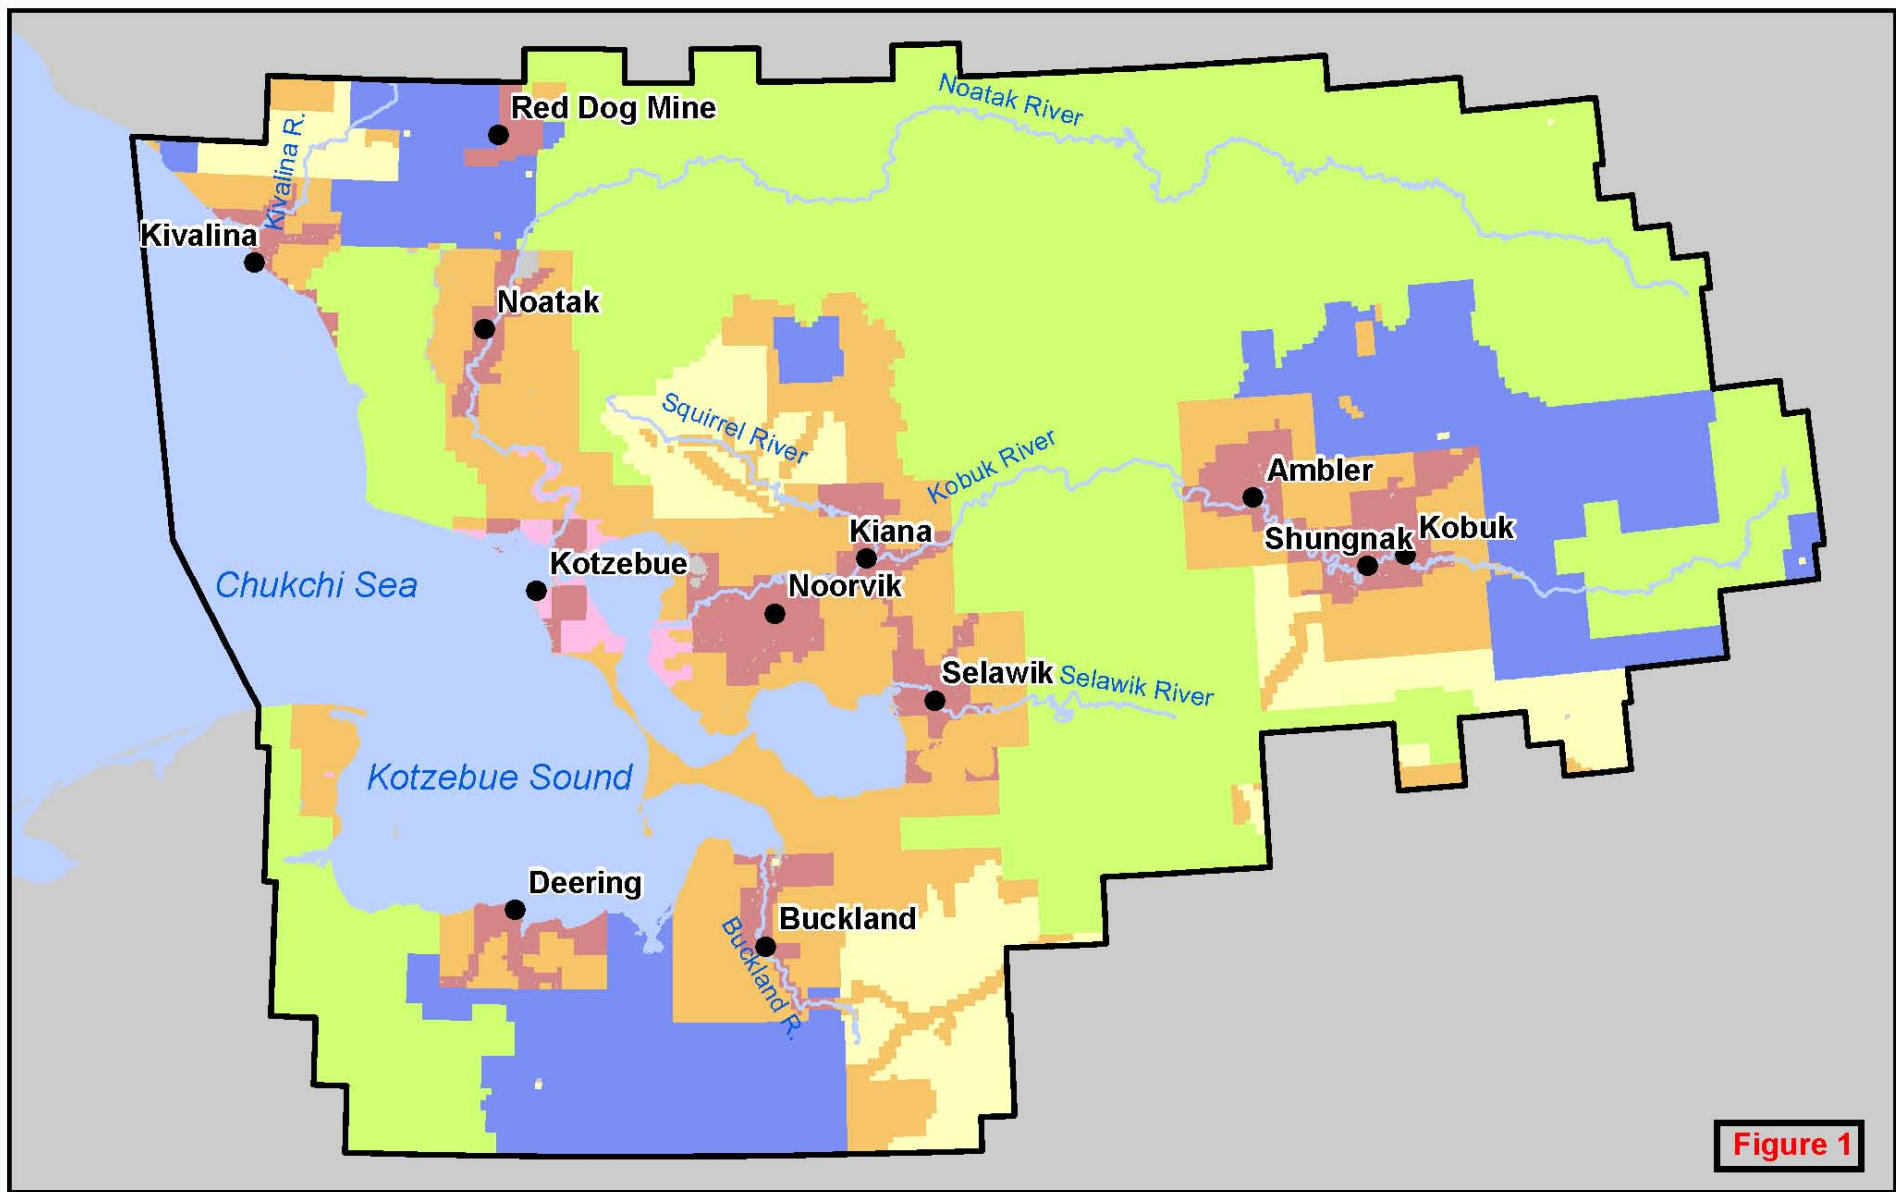 Red Dog Mine
Noatak River
Kivalina R.
Kivalina
Noatak
Squirrel River
Kobuk River
Ambler
Kiana
Shungnak
Kobuk
Kotzebue
Chukchi Sea
Noorvik
Selawik
Selawik River
Kotzebue Sound
Deering
Buckland
Buckland R.
Figure 1